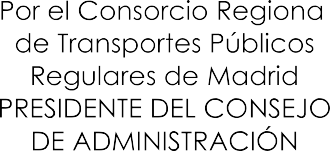 Por el Consorcio Regiona
de Transportes Públicos
Regulares de Madrid
PRESIDENTE DEL CONSEJO
DE ADMINISTRACIÓN